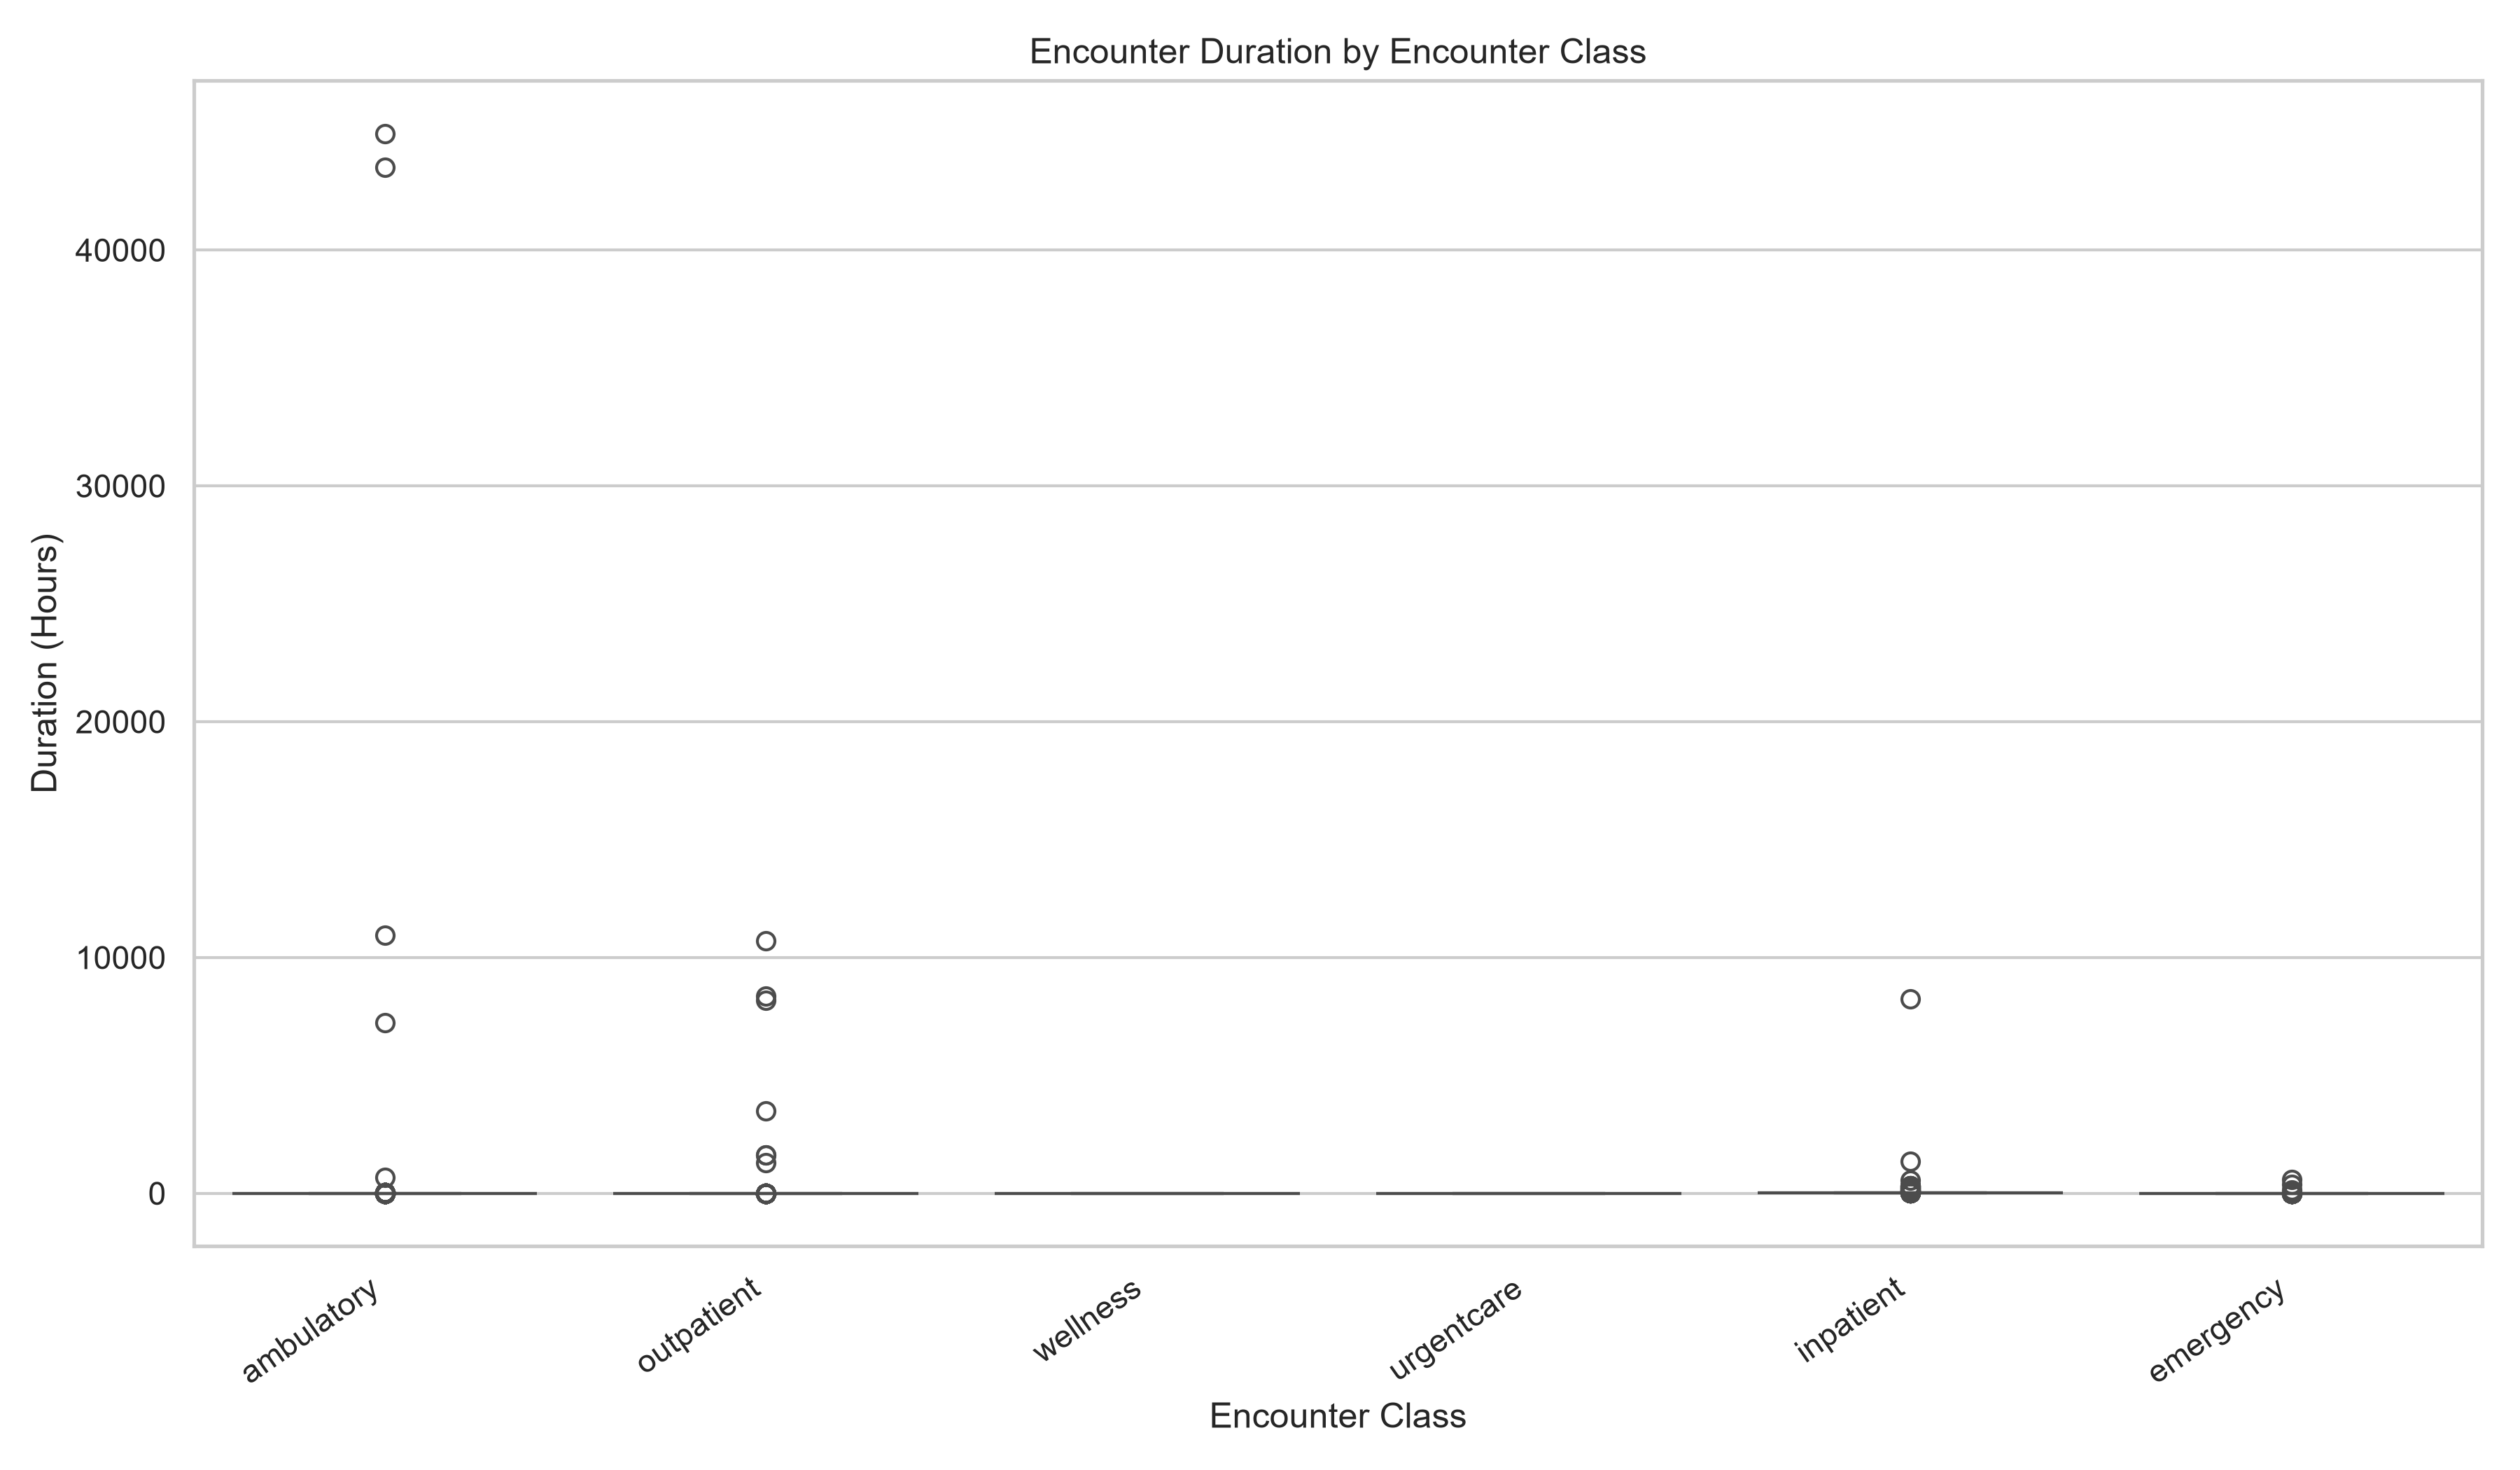 Encounter Duration by Encounter Class
Duration (Hours)
40000
30000
20000
10000
0
ambulatory
outpatient
wellness
urgentcare
inpatient
emergency
Encounter Class